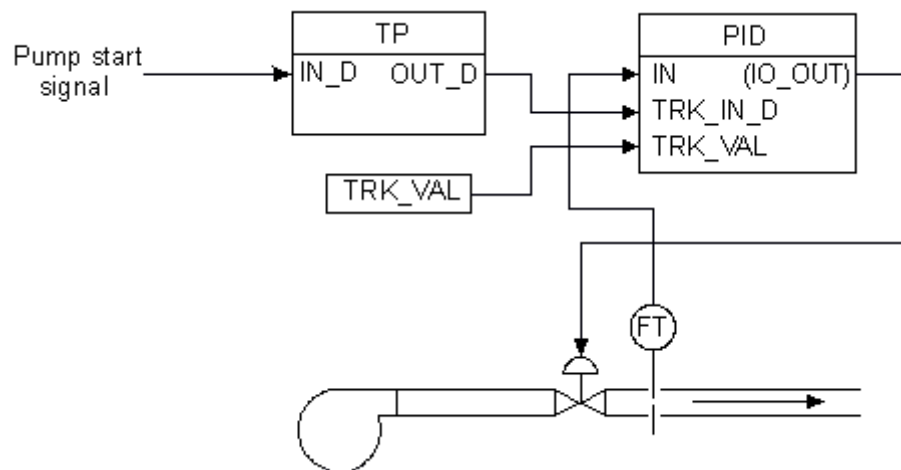 TP
PID
Pump start
signal
IN_D OUT_D
IN (IO_OUT)
TRK_IN_D
TRK_VAL
TRK_VAL
FT